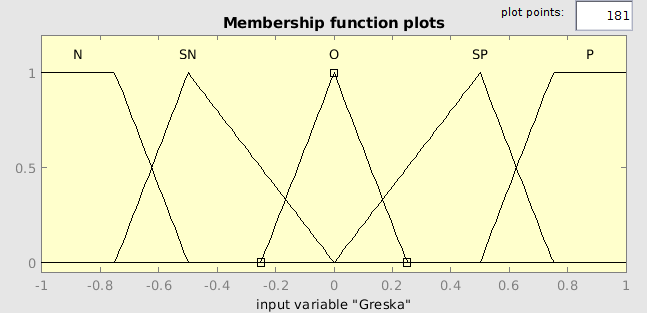 plot points: 181
Membership function plots
N SN O SP P
1
0.5
0
-1 -0.8 -0.6 -0.4 -0.2 0 0.2 0.4 0.6 0.8 1
input variable "Greska"